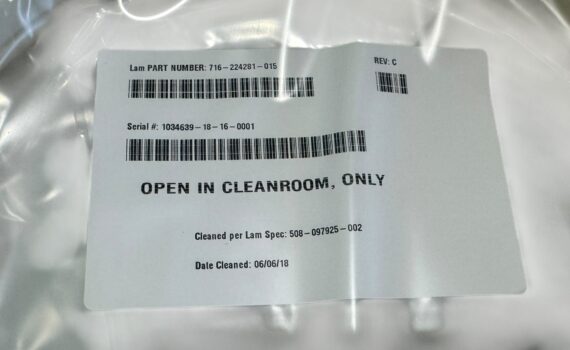 Lam PART NUMBER: 716-224281-015
REV: C
Serial #: 1034639-18-16-0001
OPEN IN CLEANROOM, ONLY
Cleaned per Lam Spec: 508-097925-002
Date Cleaned: 06/06/18